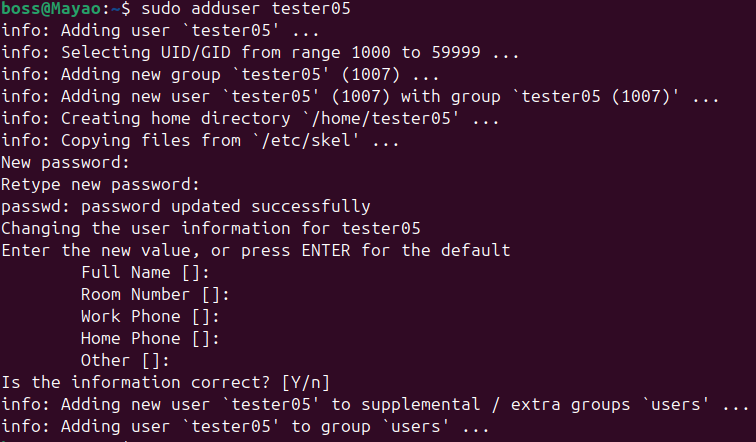 boss@Mayao:~$ sudo adduser tester05
info: Adding user `tester05' ...
info: Selecting UID/GID from range 1000 to 59999 ...
info: Adding new group `tester05' (1007) ...
info: Adding new user `tester05' (1007) with group `tester05 (1007)' ...
info: Creating home directory `/home/tester05' ...
info: Copying files from `/etc/skel' ...
New password:
Retype new password:
passwd: password updated successfully
Changing the user information for tester05
Enter the new value, or press ENTER for the default
        Full Name []:
        Room Number []:
        Work Phone []:
        Home Phone []:
        Other []:
Is the information correct? [Y/n]
info: Adding new user `tester05' to supplemental / extra groups `users' ...
info: Adding user `tester05' to group `users' ...